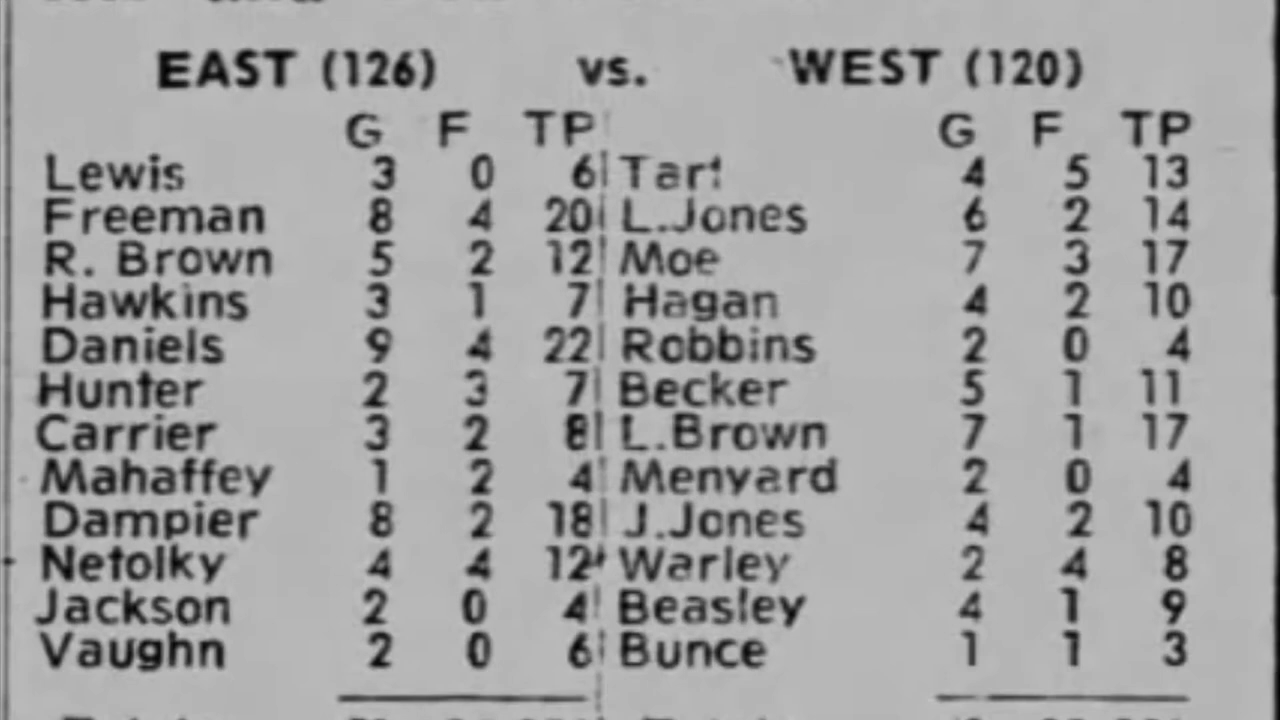 EAST (126) vs. WEST (120)
G F TP G F TP
Lewis 3 0 6 Tart 4 5 13
Freeman 8 4 20 L.Jones 6 2 14
R. Brown 5 2 12 Moe 7 3 17
Hawkins 3 1 7 Hagan 4 2 10
Daniels 9 4 22 Robbins 2 0 4
Hunter 2 3 7 Becker 5 1 11
Carrier 3 2 8 L.Brown 7 1 17
Mahaffey 1 2 4 Menyard 2 0 4
Dampier 8 2 18 J.Jones 4 2 10
Netolky 4 4 12 Warley 2 4 8
Jackson 2 0 4 Beasley 4 1 9
Vaughn 2 0 6 Bunce 1 1 3